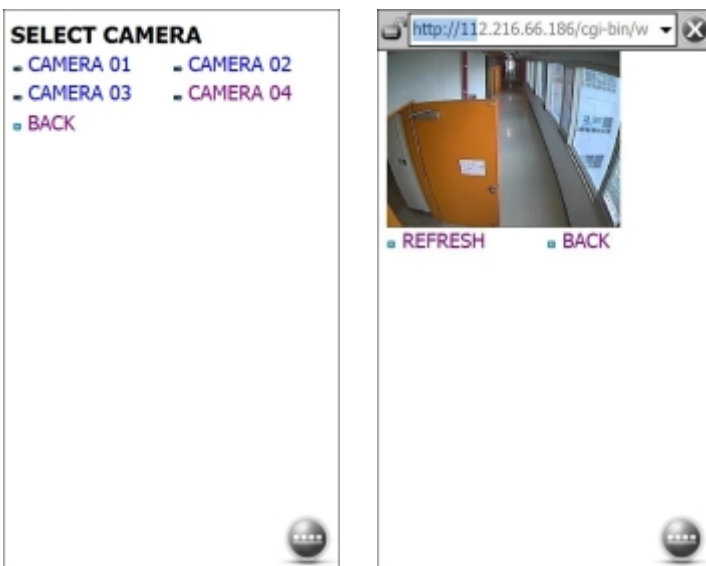 SELECT CAMERA
CAMERA 01 CAMERA 02
CAMERA 03 CAMERA 04
BACK
http://112.216.66.186/cgi-bin/w
REFRESH BACK